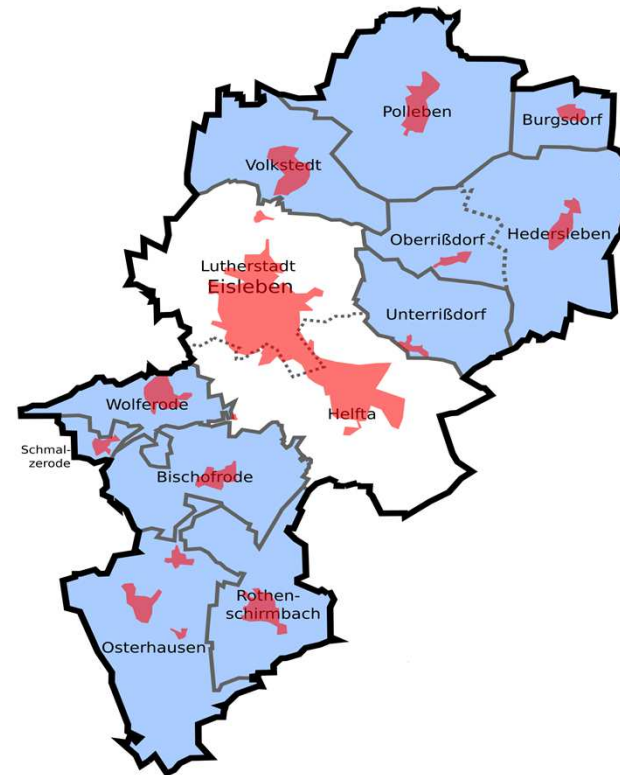 Polleben
Burgsdorf
Volkstedt
Oberrißdorf
Hedersleben
Lutherstadt
Eisleben
Unterrißdorf
Wolferode
Helfta
Schmal-
zerode
Bischofrode
Rothen-
schirmbach
Osterhausen